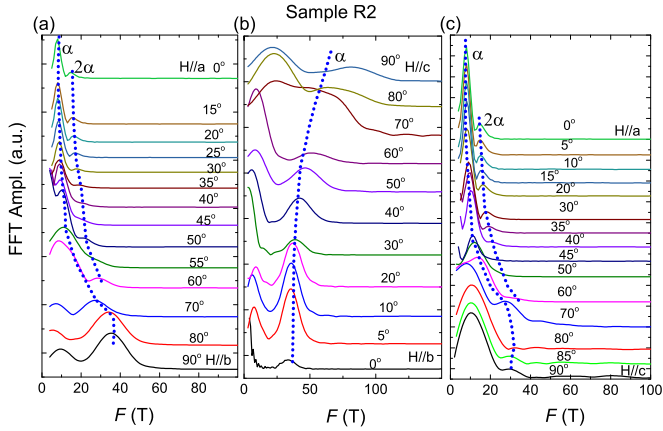 Sample R2
(a)
α
2α
H//a 0°
15°
20°
25°
30°
35°
40°
45°
50°
55°
60°
70°
80°
90° H//b
0 20 40 60 80
F (T)
FFT Ampl. (a.u.)
(b)
α
90° H//c
80°
70°
60°
50°
40°
30°
20°
10°
5°
H//b
0°
0 50 100
F (T)
(c)
α
2α
0°
H//a
5°
10°
15°
20°
30°
35°
40°
45°
50°
60°
70°
80°
85°
90° H//c
0 20 40 60 80 100
F (T)